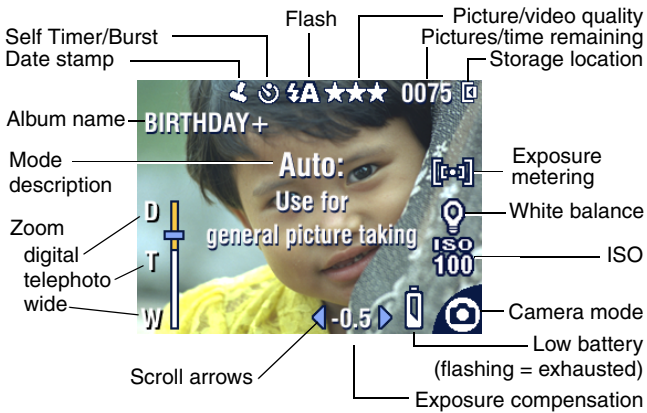 Flash
Picture/video quality
Self Timer/Burst
Pictures/time remaining
Date stamp
Storage location
A
0075
Album name
BIRTHDAY+
Mode
description
Auto:
Use for
general picture taking
Exposure
metering
White balance
ISO
100
ISO
Zoom
digital
telephoto
wide
D
T
W
-0.5
Camera mode
Low battery
(flashing = exhausted)
Scroll arrows
Exposure compensation